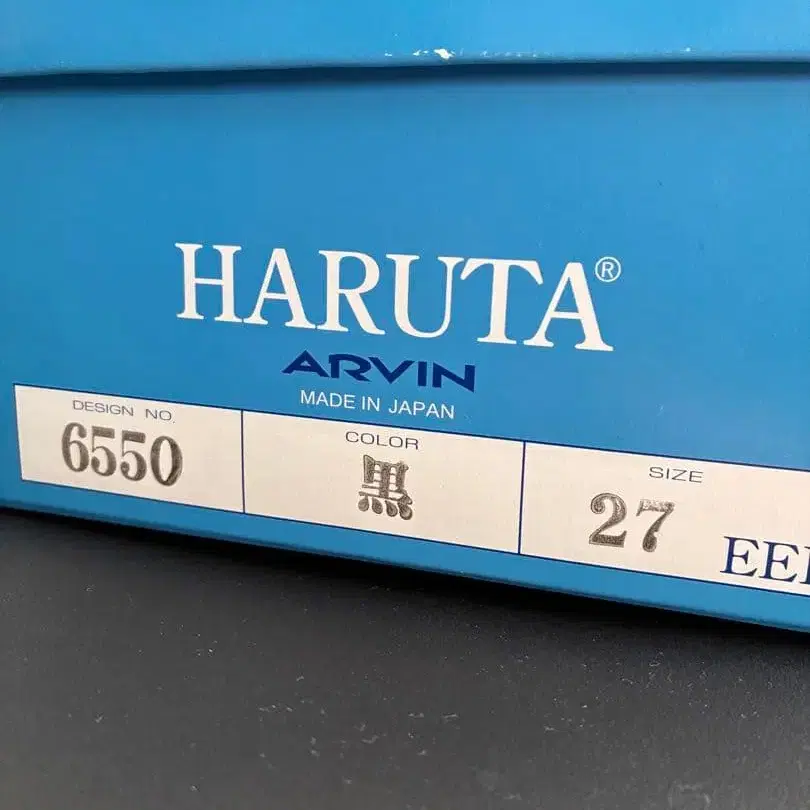 HARUTA®
ARVIN
MADE IN JAPAN
DESIGN NO.
6550
COLOR
黒
SIZE
27